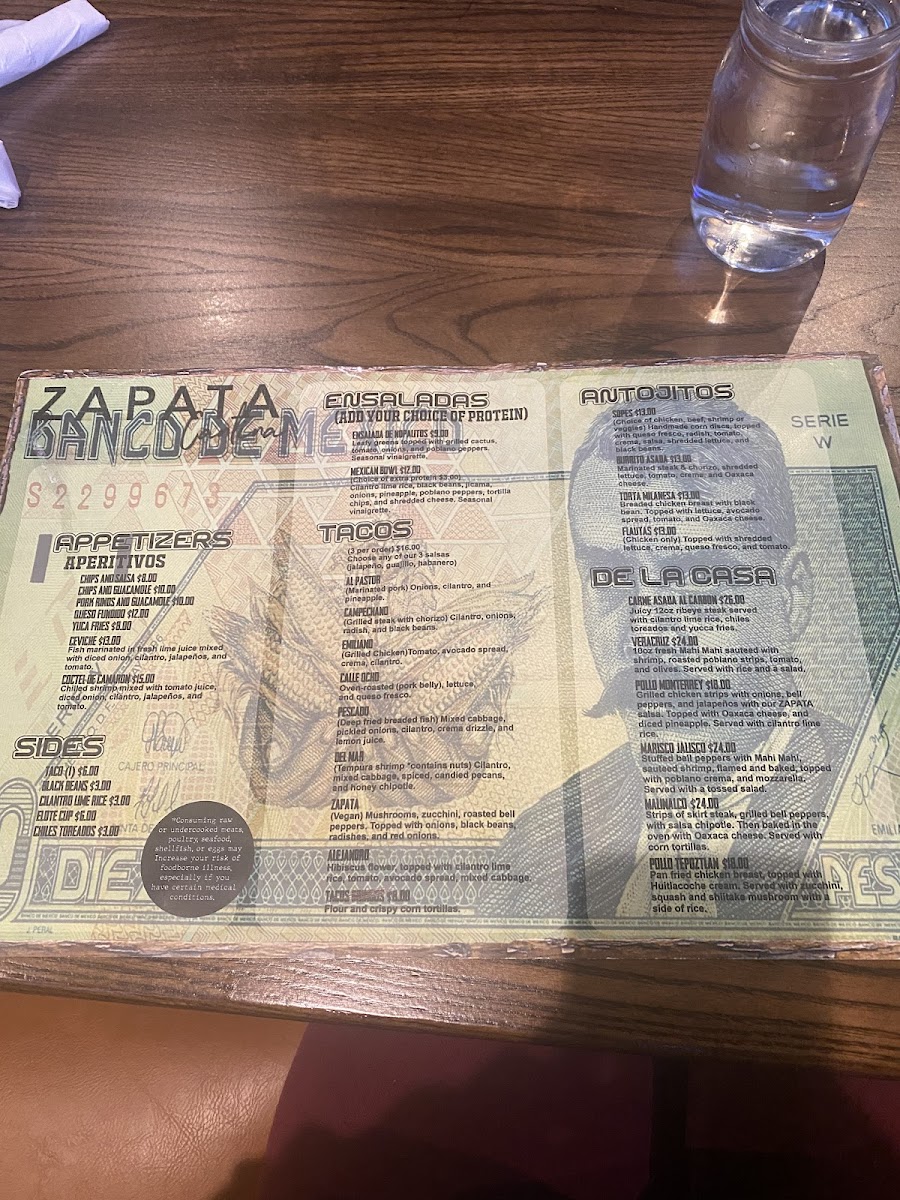 ZAPATA
Cantina
BANCO DE ME
S2299673
APPETIZERS
APERITIVOS
CHIPS AND SALSA $8.00
CHIPS AND GUACAMOLE $10.00
PORK RINDS AND GUACAMOLE $10.00
QUESO FUNDIDO $12.00
YUCA FRIES $8.00
CEVICHE $13.00
Fish marinated in fresh lime juice mixed
with diced onion, cilantro, jalapeños, and
tomato.
COCTEL DE CAMARON $15.00
Chilled shrimp mixed with tomato juice,
diced onion, cilantro, jalapeños, and
tomato.
CAJERO PRINCIPAL
SIDES
TACO (1) $6.00
BLACK BEANS $3.00
CILANTRO LIME RICE $3.00
ELOTE CUP $6.00
CHILES TOREADOS $3.00
*Consuming raw
or undercooked meats,
poultry, seafood,
shellfish, or eggs may
Increase your risk of
foodborne illness,
especially if you
have certain medical
conditions.
J. PERAL
ENSALADAS
(ADD YOUR CHOICE OF PROTEIN)
ENSALADA DE NOPALITOS $9.00
Leafy greens topped with grilled cactus,
tomato, onions, and poblano peppers.
Seasonal vinaigrette.
MEXICAN BOWL $12.00
(Choice of extra protein $3.00)
Cilantro lime rice, black beans, jicama,
onions, pineapple, poblano peppers, tortilla
chips, and shredded cheese. Seasonal
vinaigrette.
TACOS
(3 per order) $16.00
Choose any of our 3 salsas
(jalapeño, guajillo, habanero)
AL PASTOR
(Marinated pork) Onions, cilantro, and
pineapple.
CAMPECHANO
(Grilled steak with chorizo) Cilantro, onions,
radish, and black beans.
EMILIANO
(Grilled Chicken)Tomato, avocado spread,
crema, cilantro.
CALLE OCHO
Oven-roasted (pork belly), lettuce,
and queso fresco.
PESCADO
(Deep fried breaded fish) Mixed cabbage,
pickled onions, cilantro, crema drizzle, and
lemon juice.
DEL MAR
(Tempura shrimp *contains nuts) Cilantro,
mixed cabbage, spiced, candied pecans,
and honey chipotle.
ZAPATA
(Vegan) Mushrooms, zucchini, roasted bell
peppers. Topped with onions, black beans,
radishes, and red onions.
ALEJANDRO
Hibiscus flower, topped with cilantro lime
rice, tomato, avocado spread, mixed cabbage.
TACOS GRINGOS $8.00
Flour and crispy corn tortillas.
ANTOJITOS
SOPES $13.00
(Choice of chicken, beef, shrimp or
veggies) Handmade corn discs, topped
with queso fresco, radish, tomato,
crema, salsa, shredded lettuce, and
black beans.
BURRITO ASADA $13.00
Marinated steak & chorizo, shredded
lettuce, tomato, crema, and Oaxaca
cheese.
TORTA MILANESA $13.00
Breaded chicken breast with black
bean. Topped with lettuce, avocado
spread, tomato, and Oaxaca cheese.
FLAUTAS $13.00
(Chicken only) Topped with shredded
lettuce, crema, queso fresco, and tomato.
DE LA CASA
CARNE ASADA AL CARBON $26.00
Juicy 12oz ribeye steak served
with cilantro lime rice, chiles
toreados and yucca fries.
VERACRUZ $24.00
10oz fresh Mahi Mahi sauteed with
shrimp, roasted poblano strips, tomato,
and olives. Served with rice and a salad.
POLLO MONTERREY $18.00
Grilled chicken strips with onions, bell
peppers, and jalapeños with our ZAPATA
salsa. Topped with Oaxaca cheese, and
diced pineapple. Served with cilantro lime
rice.
MARISCO JALISCO $24.00
Stuffed bell peppers with Mahi Mahi,
sauteed shrimp, flamed and baked, topped
with poblano crema, and mozzarella.
Served with a tossed salad.
MALINALCO $24.00
Strips of skirt steak, grilled bell peppers,
with salsa chipotle. Then baked in the
oven with Oaxaca cheese. Served with
corn tortillas.
POLLO TEPOZTLAN $18.00
Pan fried chicken breast, topped with
Huitlacoche cream. Served with zucchini,
squash and shiitake mushroom with a
side of rice.
SERIE
W